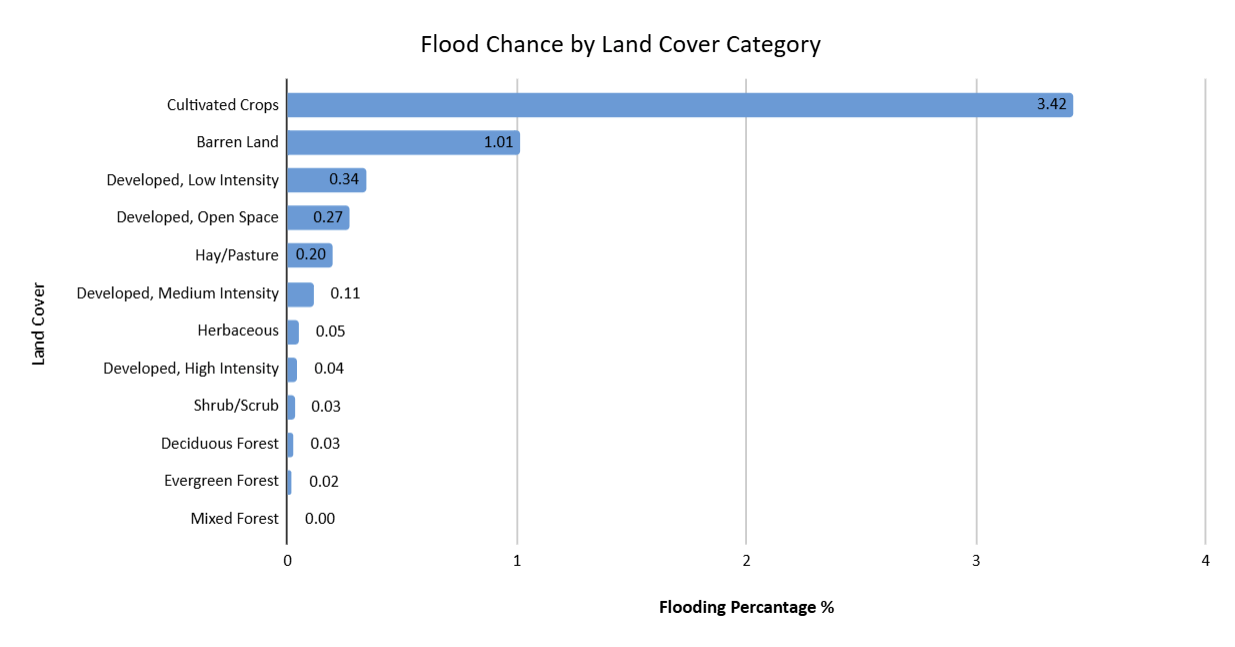 Flood Chance by Land Cover Category
Land Cover
Cultivated Crops 3.42
Barren Land 1.01
Developed, Low Intensity 0.34
Developed, Open Space 0.27
Hay/Pasture 0.20
Developed, Medium Intensity 0.11
Herbaceous 0.05
Developed, High Intensity 0.04
Shrub/Scrub 0.03
Deciduous Forest 0.03
Evergreen Forest 0.02
Mixed Forest 0.00
0 1 2 3 4
Flooding Percantage %